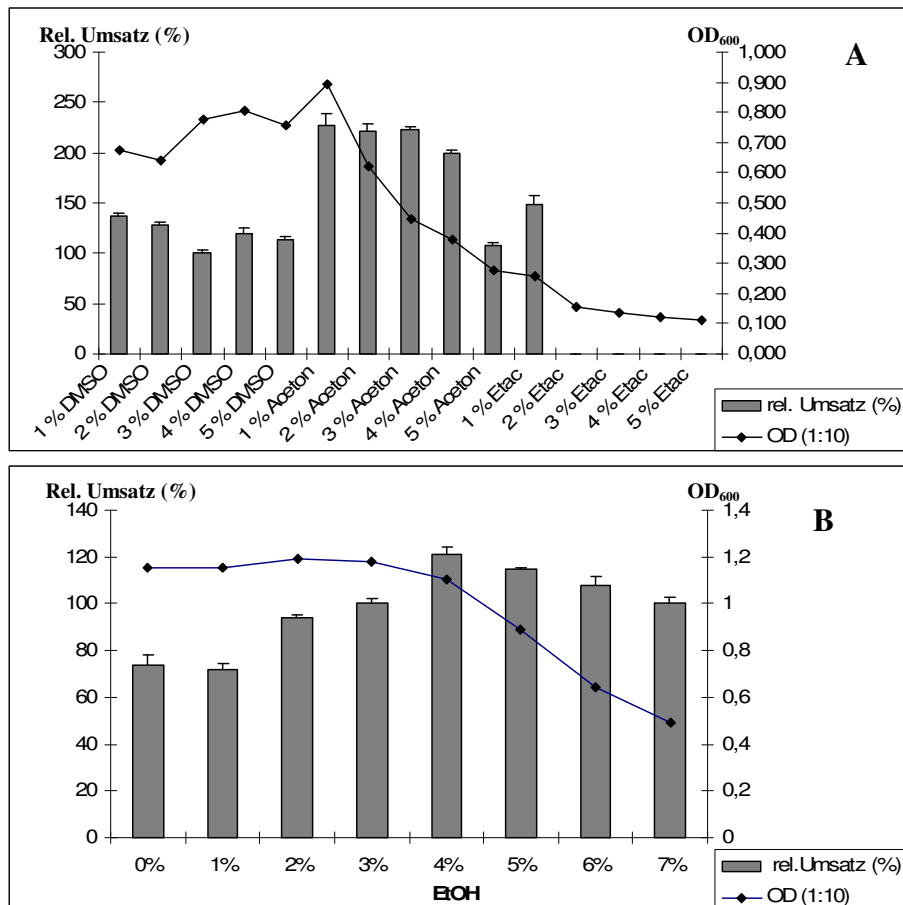 Rel. Umsatz (%)
OD600
A
300
250
200
150
100
50
0
1,000
0,900
0,800
0,700
0,600
0,500
0,400
0,300
0,200
0,100
0,000
1 % DMSO
2 % DMSO
3 % DMSO
4 % DMSO
5 % DMSO
1 % Aceton
2 % Aceton
3 % Aceton
4 % Aceton
5 % Aceton
1 % Etac
2 % Etac
3 % Etac
4 % Etac
5 % Etac
rel. Umsatz (%)
OD (1:10)
Rel. Umsatz (%)
OD600
B
140
120
100
80
60
40
20
0
1,4
1,2
1
0,8
0,6
0,4
0,2
0
0% 1% 2% 3% 4% 5% 6% 7%
EtOH
rel.Umsatz (%)
OD (1:10)